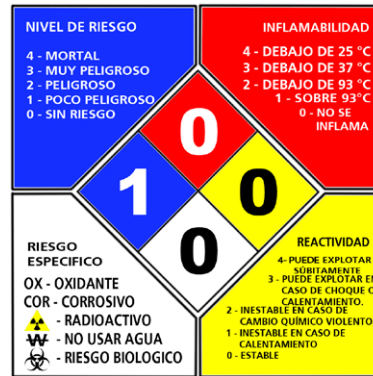 NIVEL DE RIESGO
4 - MORTAL
3 - MUY PELIGROSO
2 - PELIGROSO
1 - POCO PELIGROSO
0 - SIN RIESGO
INFLAMABILIDAD
4 - DEBAJO DE 25 °C
3 - DEBAJO DE 37 °C
2 - DEBAJO DE 93 °C
1 - SOBRE 93°C
0 - NO SE
INFLAMA
0
1
0
0
RIESGO
ESPECIFICO
OX - OXIDANTE
COR - CORROSIVO
- RADIOACTIVO
W - NO USAR AGUA
- RIESGO BIOLOGICO
REACTIVIDAD
4- PUEDE EXPLOTAR
SÚBITAMENTE
3 - PUEDE EXPLOTAR EN
CASO DE CHOQUE O
CALENTAMIENTO.
2 - INESTABLE EN CASO DE
CAMBIO QUÍMICO VIOLENTO
1 - INESTABLE EN CASO DE
CALENTAMIENTO
0 - ESTABLE